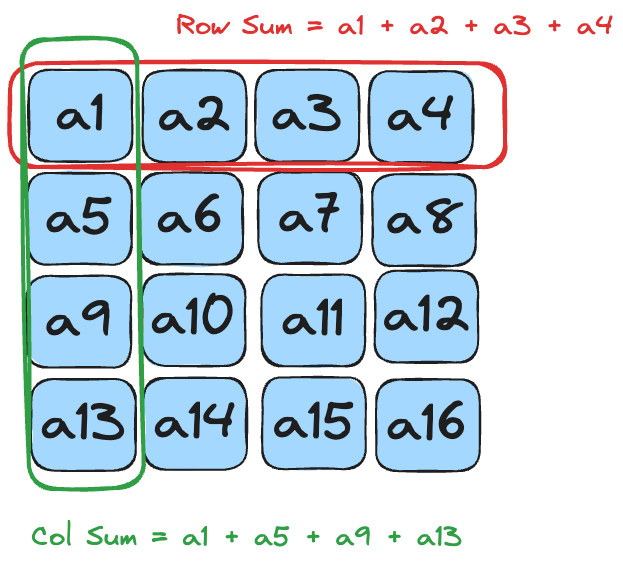 Row Sum = a1 + a2 + a3 + a4
a1 a2 a3 a4
a5 a6 a7 a8
a9 a10 a11 a12
a13 a14 a15 a16
Col Sum = a1 + a5 + a9 + a13